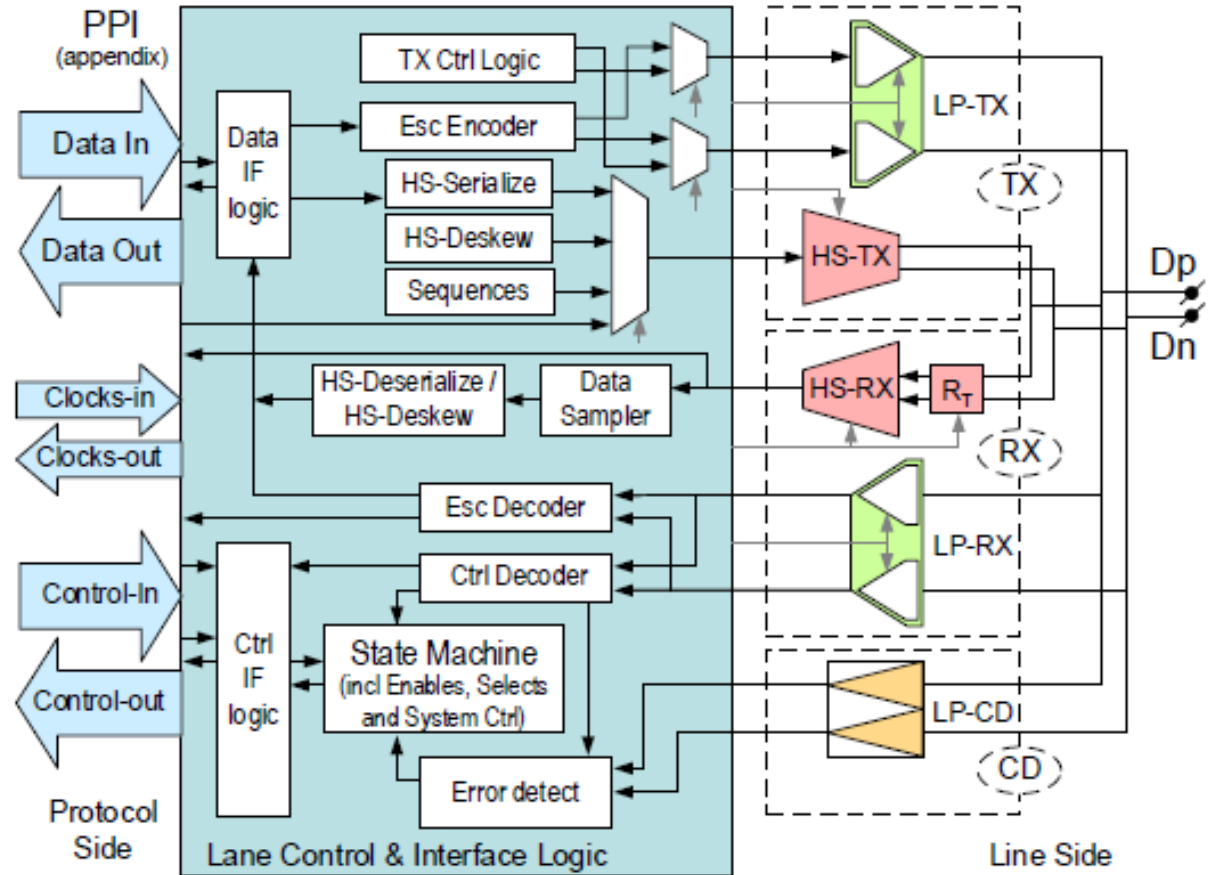 PPI
(appendix)
Data In
Data Out
Clocks-in
Clocks-out
Control-In
Control-out
Protocol
Side
Data
IF
logic
TX Ctrl Logic
Esc Encoder
HS-Serialize
HS-Deskew
Sequences
HS-Deserialize /
HS-Deskew
Data
Sampler
Esc Decoder
Ctrl Decoder
Ctrl
IF
logic
State Machine
(incl Enables, Selects
and System Ctrl)
Error detect
Lane Control & Interface Logic
LP-TX
TX
HS-TX
HS-RX
RT
RX
LP-RX
LP-CD
CD
Dp
Dn
Line Side